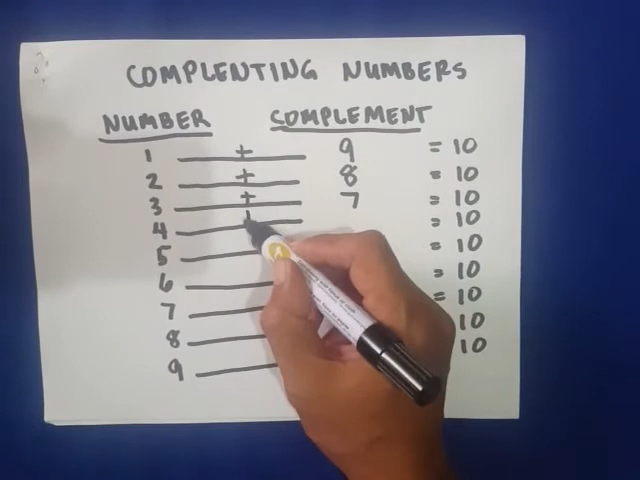 COMPLENTING NUMBERS
NUMBER COMPLEMENT
1 + 9 = 10
2 + 8 = 10
3 + 7 = 10
4 = 10
5 = 10
6 = 10
7 = 10
8 10
9 10